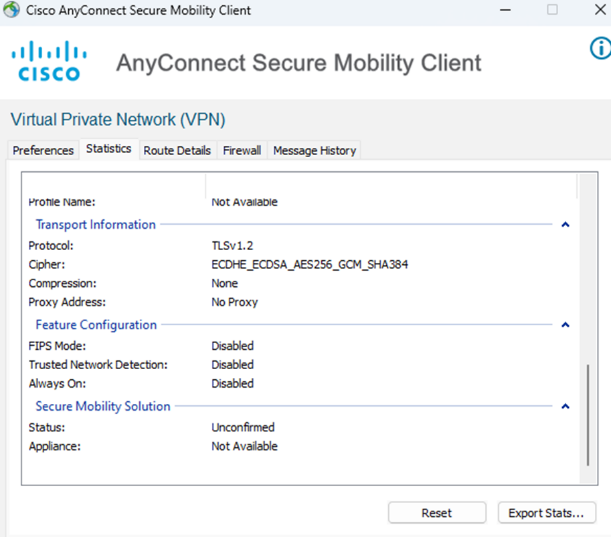 Cisco AnyConnect Secure Mobility Client
CISCO
AnyConnect Secure Mobility Client
Virtual Private Network (VPN)
Preferences Statistics Route Details Firewall Message History
Profile Name: Not Available
Transport Information
Protocol: TLSv1.2
Cipher: ECDHE_ECDSA_AES256_GCM_SHA384
Compression: None
Proxy Address: No Proxy
Feature Configuration
FIPS Mode: Disabled
Trusted Network Detection: Disabled
Always On: Disabled
Secure Mobility Solution
Status: Unconfirmed
Appliance: Not Available
Reset Export Stats...